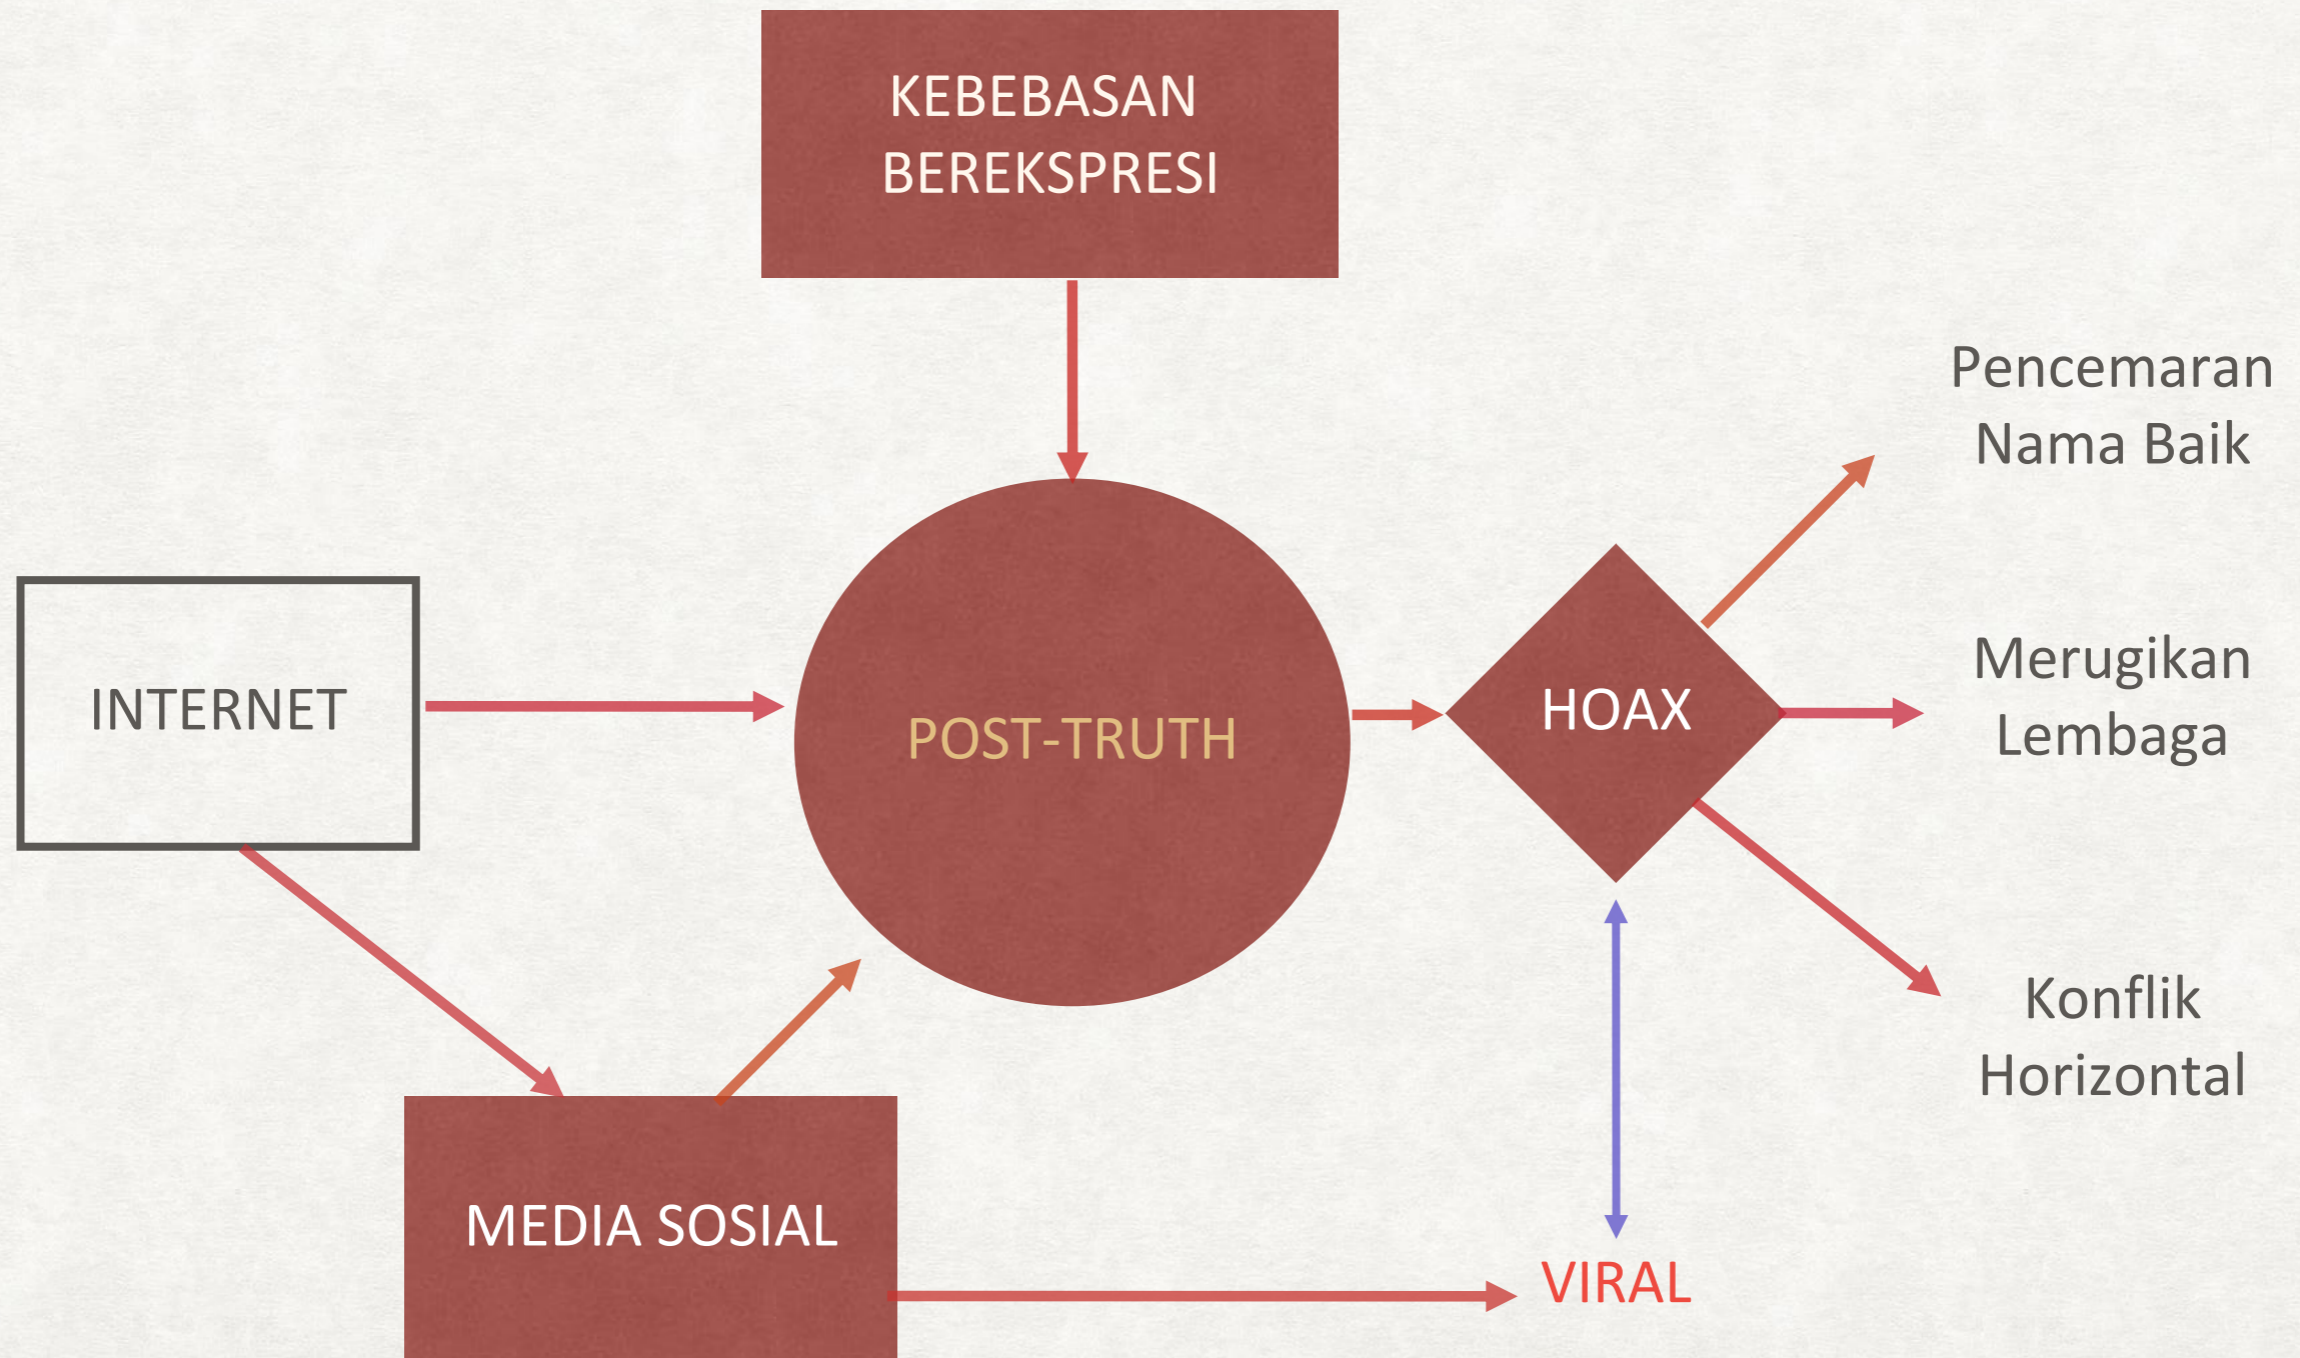 KEBEBASAN
BEREKSPRESI
Pencemaran
Nama Baik
INTERNET
POST-TRUTH
HOAX
Merugikan
Lembaga
Konflik
Horizontal
MEDIA SOSIAL
VIRAL